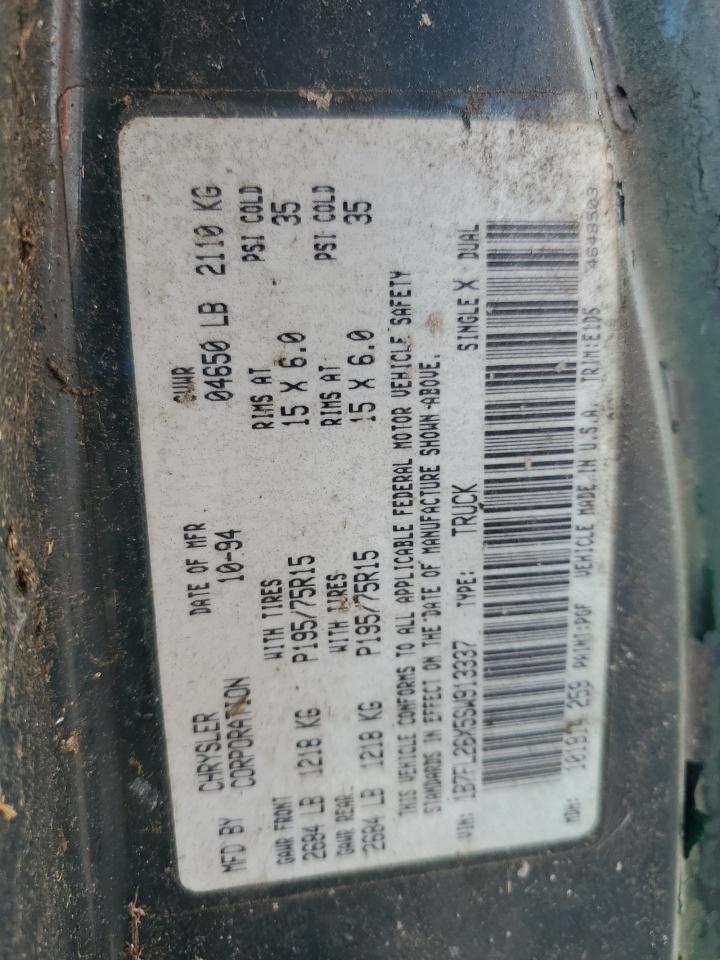 MFD BY CHRYSLER CORPORATION DATE OF MFR 10-94 GVWR 04650 LB 2110 KG
GAWR FRONT WITH TIRES RIMS AT PSI COLD
2684 LB 1218 KG P195/75R15 15 X 6.0 35
GAWR REAR WITH TIRES RIMS AT PSI COLD
2684 LB 1218 KG P195/75R15 15 X 6.0 35
THIS VEHICLE CONFORMS TO ALL APPLICABLE FEDERAL MOTOR VEHICLE SAFETY
STANDARDS IN EFFECT ON THE DATE OF MANUFACTURE SHOWN ABOVE.
VIN: 1B7FL26X5SW913337 TYPE: TRUCK SINGLE X DUAL
MDH: 101814 259 PAINT:PGF VEHICLE MADE IN U.S.A. TRIM:E1D5 4648503